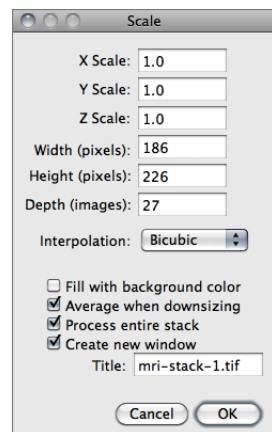 Scale
X Scale: 1.0
Y Scale: 1.0
Z Scale: 1.0
Width (pixels): 186
Height (pixels): 226
Depth (images): 27
Interpolation: Bicubic
Fill with background color
Average when downsizing
Process entire stack
Create new window
Title: mri-stack-1.tif
Cancel OK